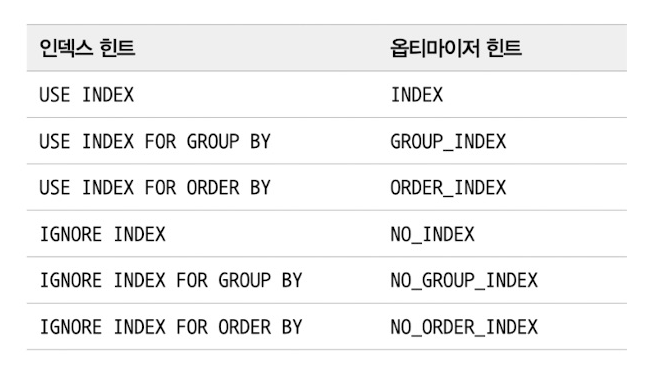 인덱스 힌트 옵티마이저 힌트
USE INDEX INDEX
USE INDEX FOR GROUP BY GROUP_INDEX
USE INDEX FOR ORDER BY ORDER_INDEX
IGNORE INDEX NO_INDEX
IGNORE INDEX FOR GROUP BY NO_GROUP_INDEX
IGNORE INDEX FOR ORDER BY NO_ORDER_INDEX